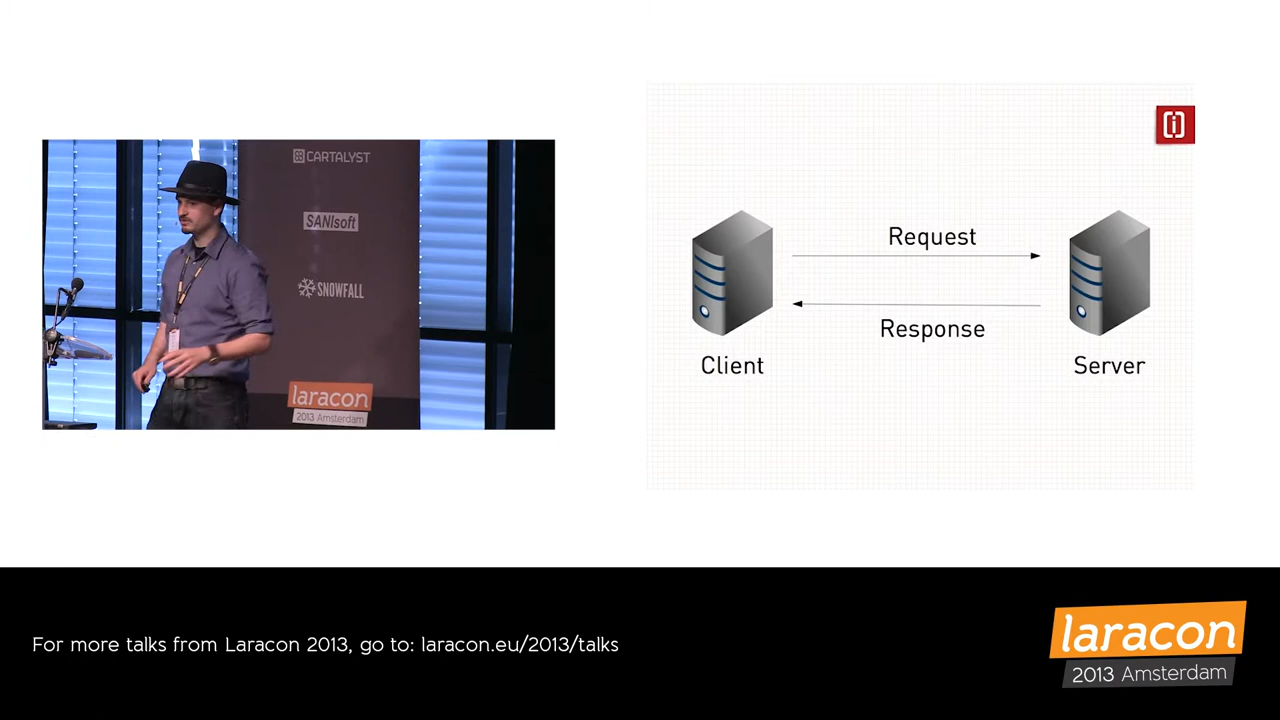 CARTALYST
SANIsoft
SNOWFALL
laracon
2013 Amsterdam
Request
Response
Client
Server
For more talks from Laracon 2013, go to: laracon.eu/2013/talks
laracon
2013 Amsterdam